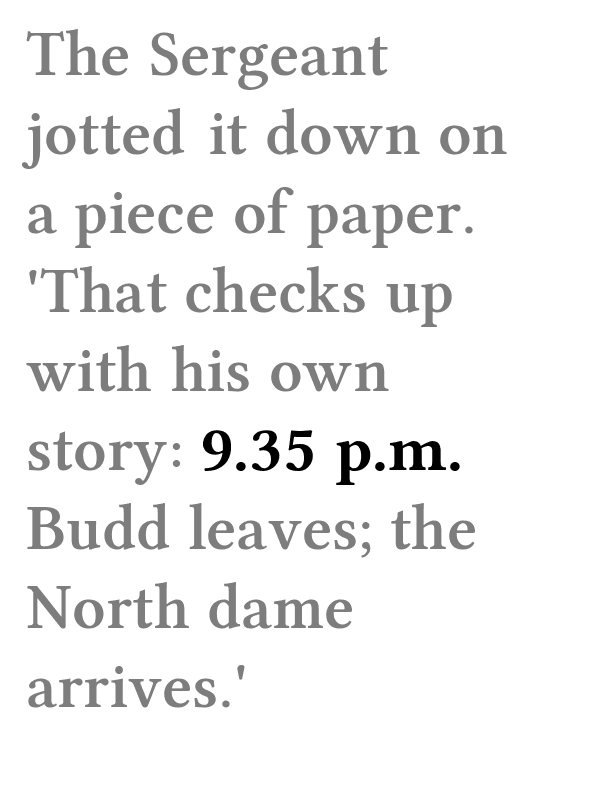 The Sergeant
jotted it down on
a piece of paper.
'That checks up
with his own
story: 9.35 p.m.
Budd leaves; the
North dame
arrives.'